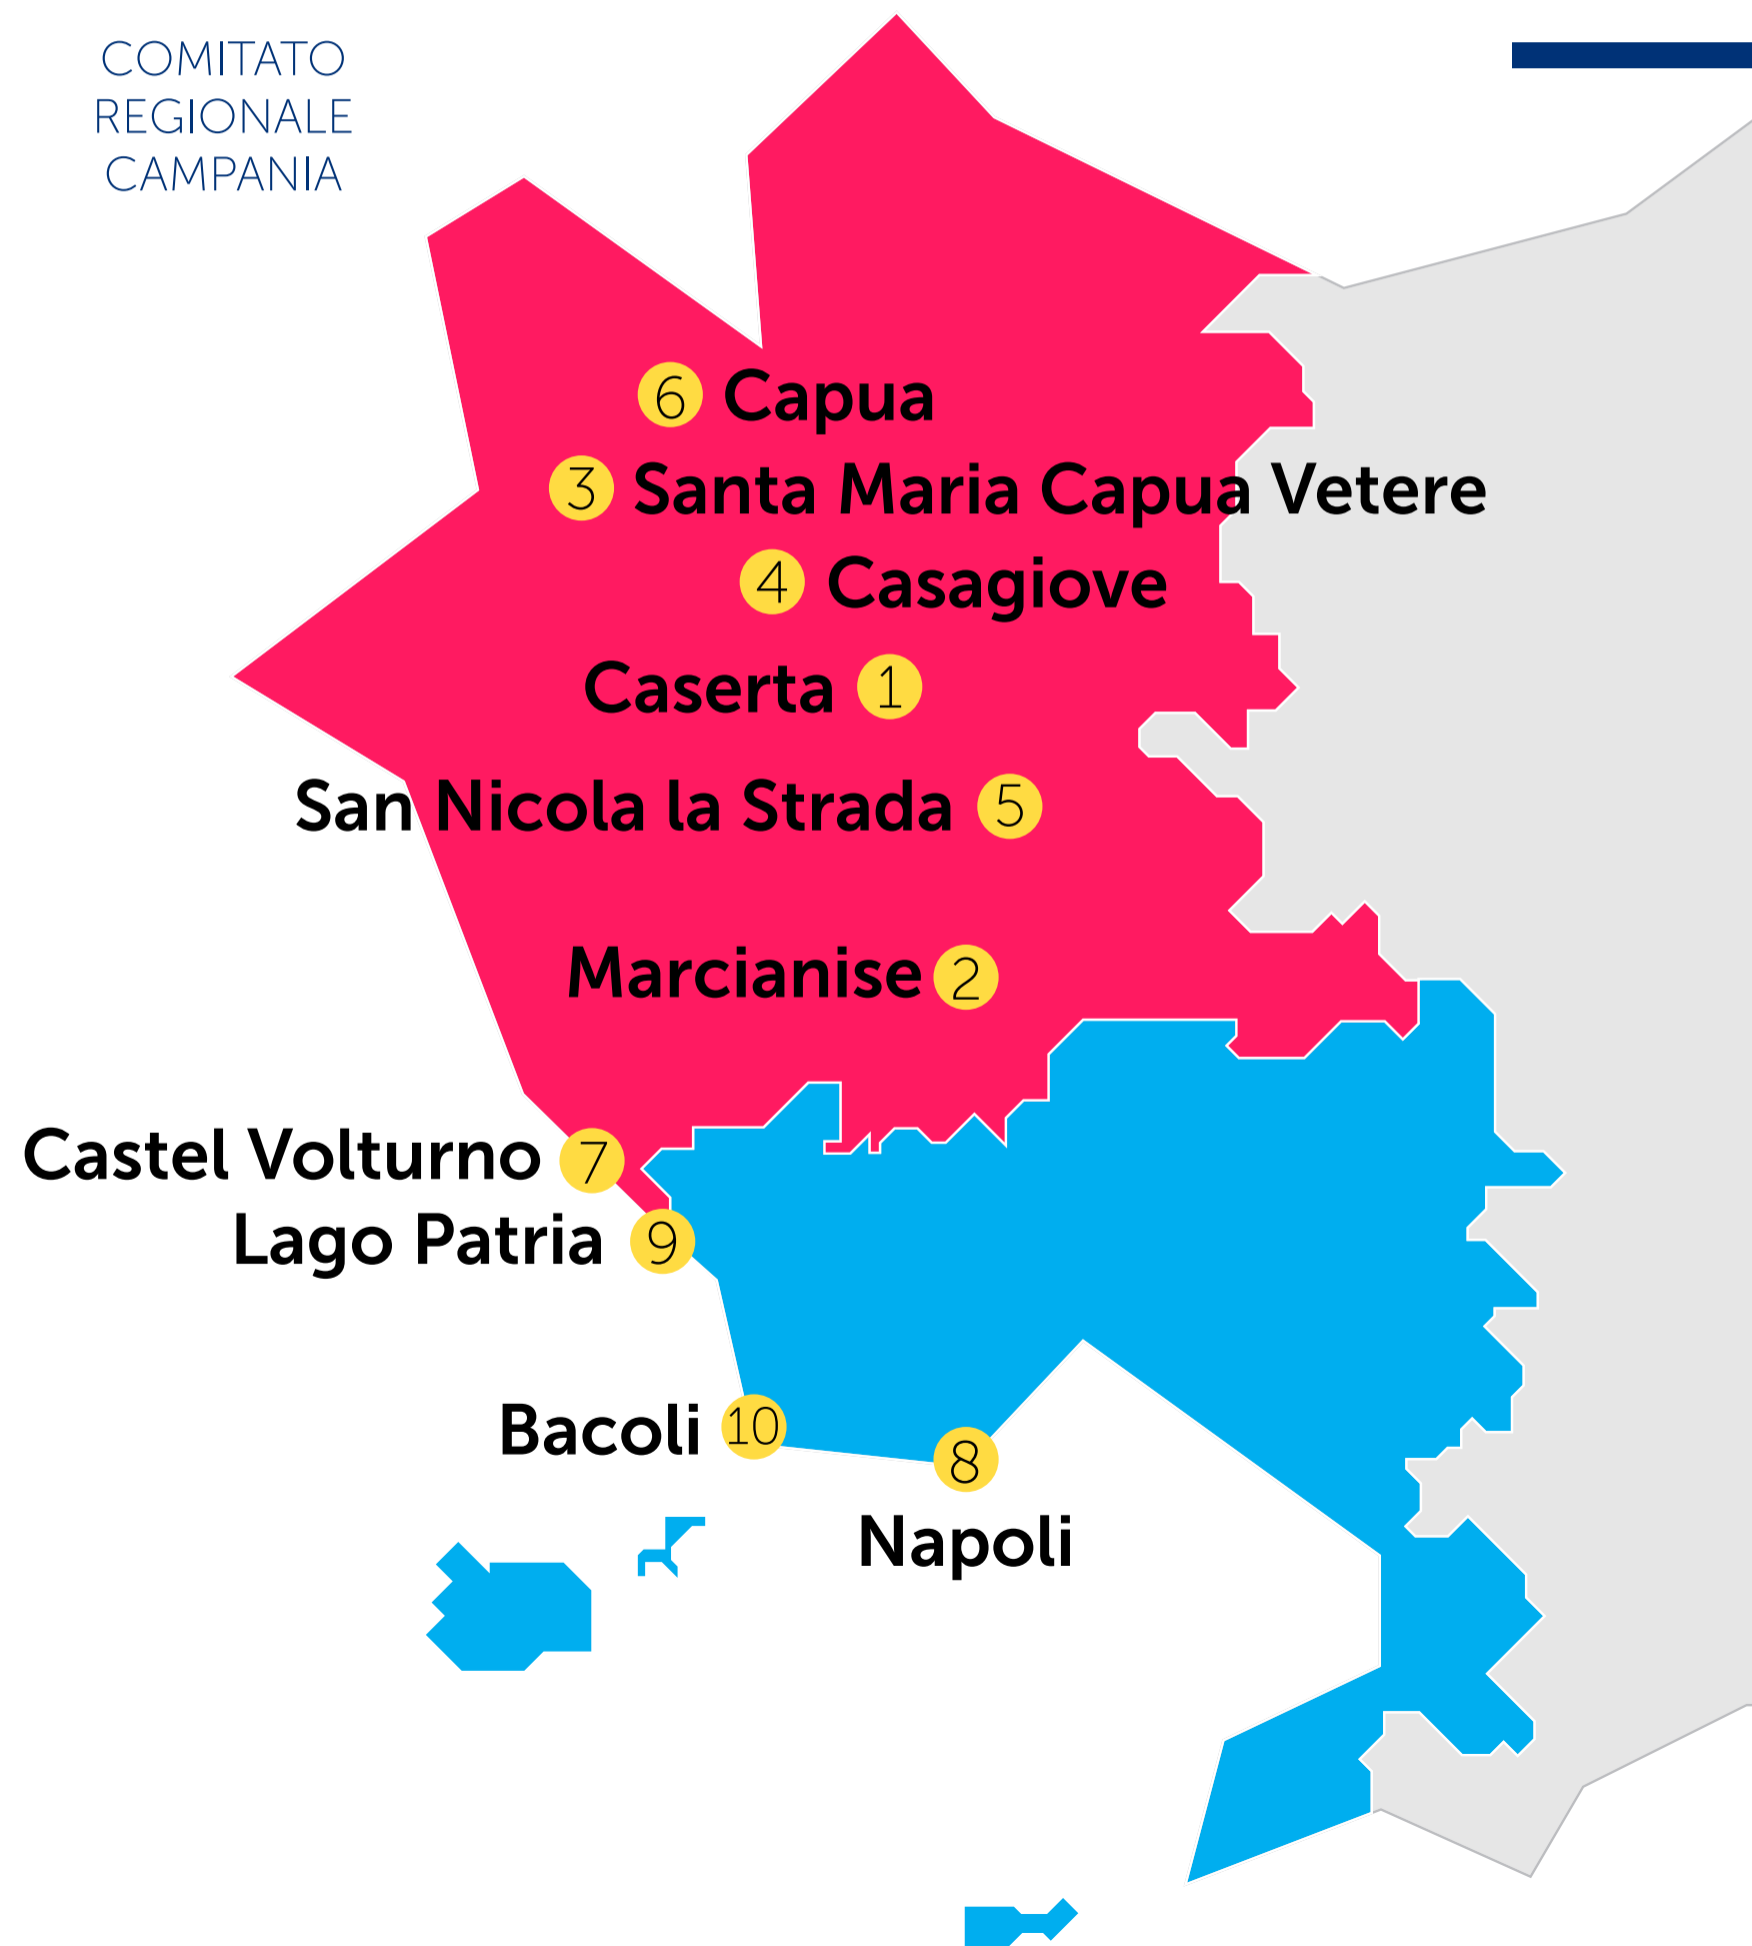 COMITATO
REGIONALE
CAMPANIA
6 Capua
3 Santa Maria Capua Vetere
4 Casagiove
Caserta 1
San Nicola la Strada 5
Marcianise 2
Castel Volturno 7
Lago Patria 9
Bacoli 10
8
Napoli